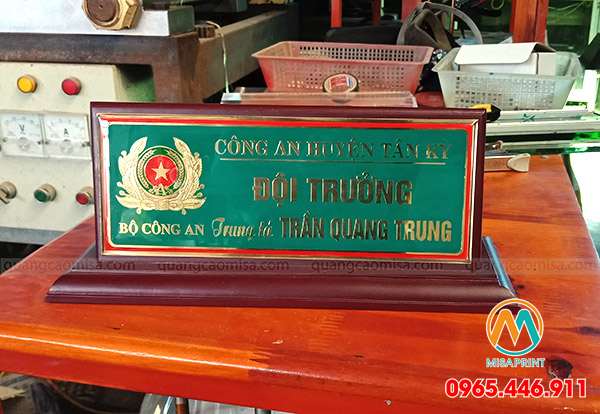 CÔNG AN HUYỆN TÂN KỲ
ĐỘI TRƯỞNG
BỘ CÔNG AN Trung tá. TRẦN QUANG TRUNG
V A
quangcaomisa.com quangcaomisa.com quangcaomisa.com
MISAPRINT
0965.446.911